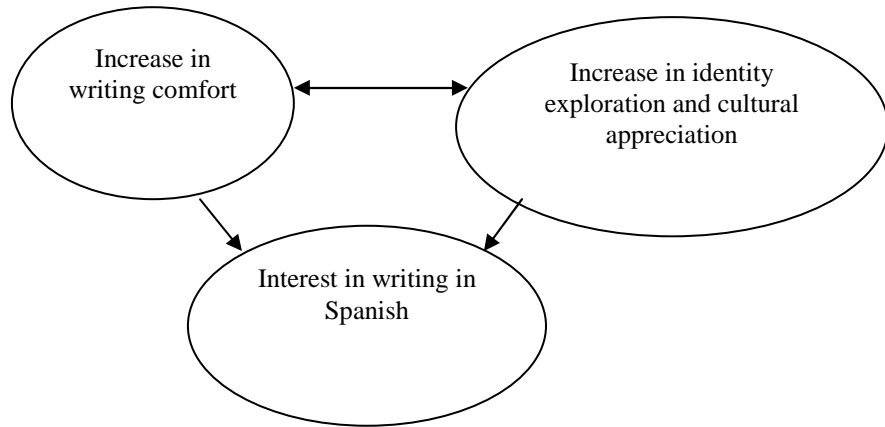 Increase in
writing comfort
Increase in identity
exploration and cultural
appreciation
Interest in writing in
Spanish